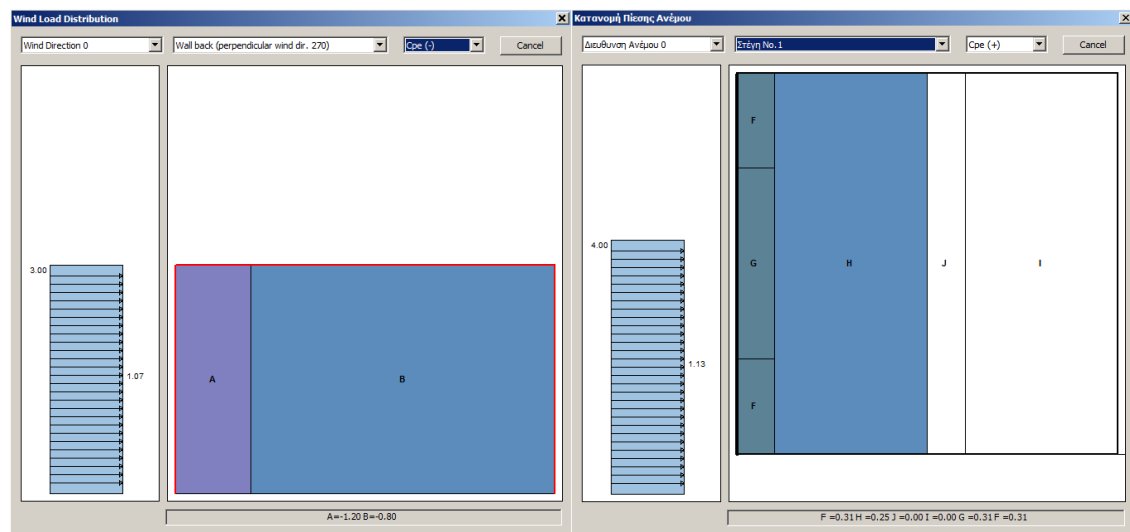 Wind Load Distribution
Wind Direction 0
Wall back (perpendicular wind dir. 270)
Cpe (-)
Cancel
3.00
1.07
A
B
A=-1.20 B=-0.80
Κατανομή Πίεσης Ανέμου
Διευθυνση Ανέμου 0
Στέγη No.1
Cpe (+)
Cancel
4.00
1.13
F
G
H
J
I
F
F =0.31 H =0.25 J =0.00 I =0.00 G =0.31 F =0.31